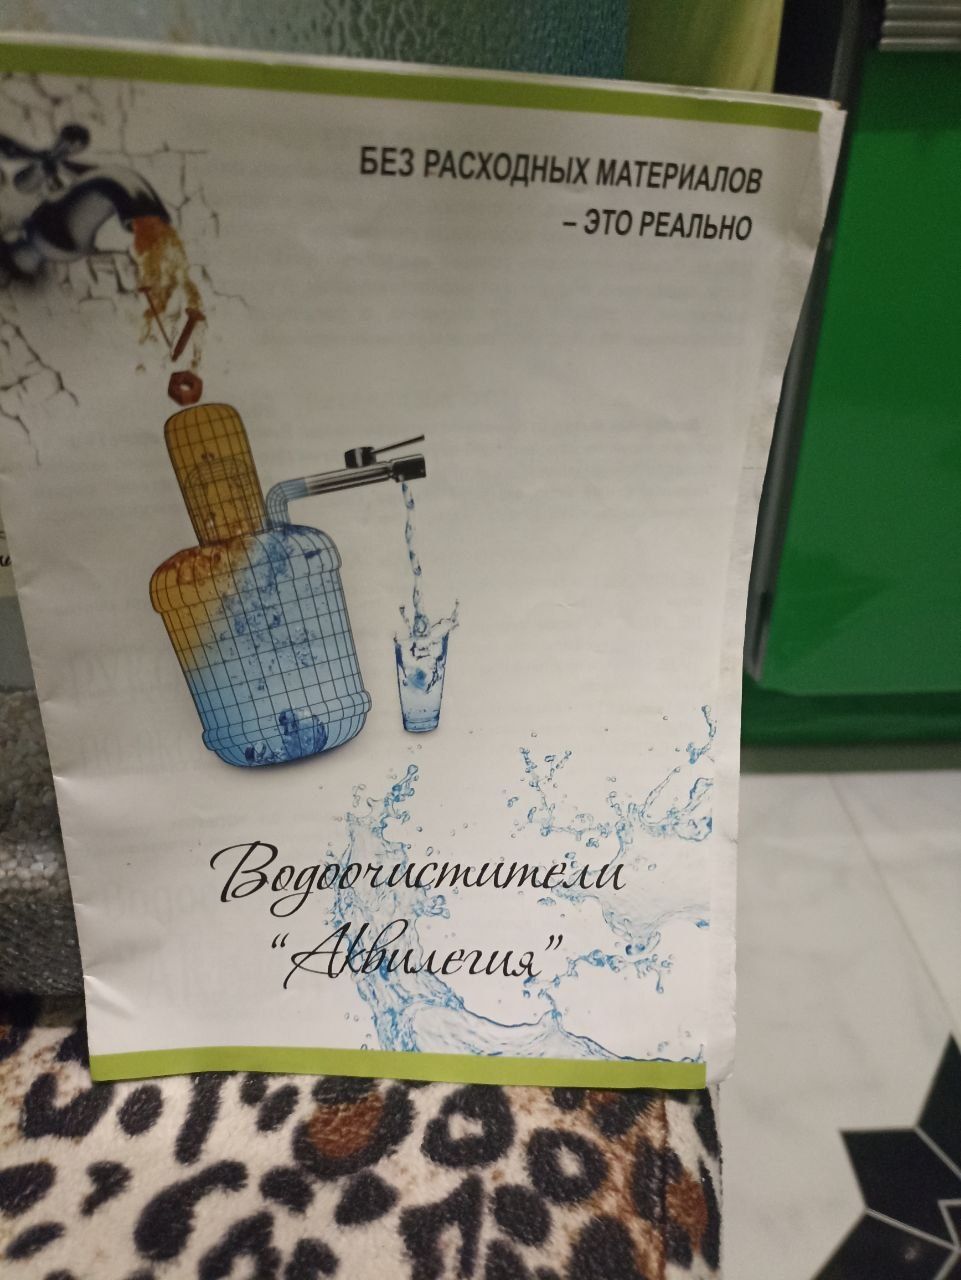 БЕЗ РАСХОДНЫХ МАТЕРИАЛОВ
– ЭТО РЕАЛЬНО
Водоочистители
“Аквилегия”